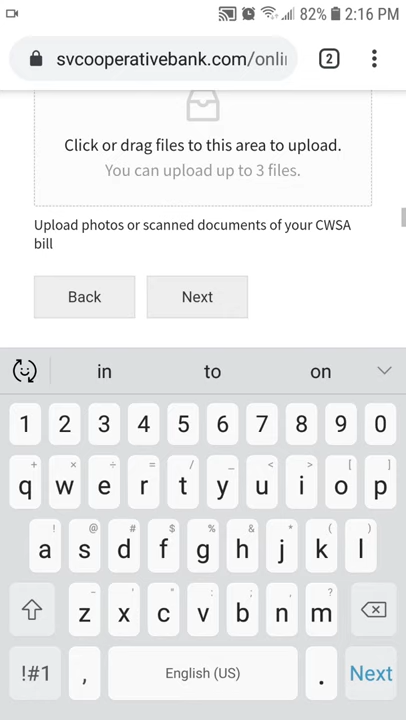 82% 2:16 PM
svcooperativebank.com/onli
2
Click or drag files to this area to upload.
You can upload up to 3 files.
Upload photos or scanned documents of your CWSA
bill
Back Next
in to on
1 2 3 4 5 6 7 8 9 0
+ × ÷ = / _ < > [ ]
q w e r t y u i o p
! @ # $ % & * ( )
a s d f g h j k l
- ' " : ; , ?
z x c v b n m
!#1 , English (US) . Next